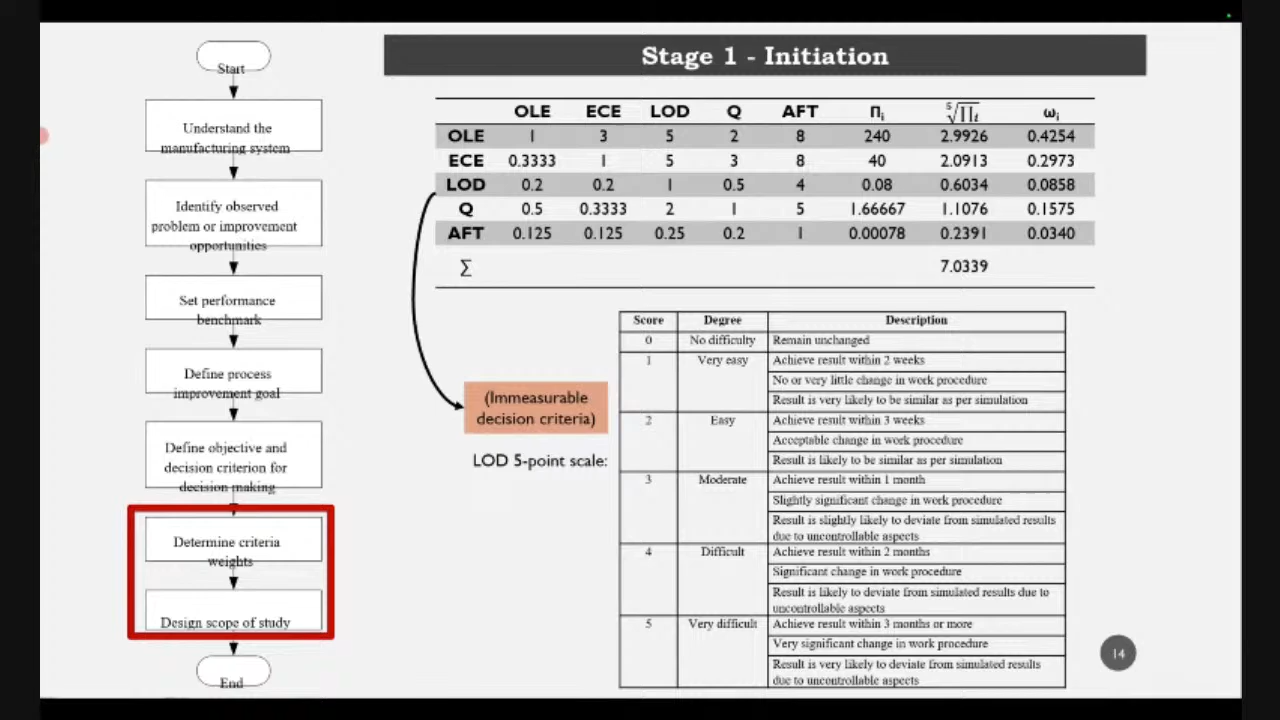 Stage 1 - Initiation
Start
Understand the
manufacturing system
Identify observed
problem or improvement
opportunities
Set performance
benchmark
Define process
improvement goal
Define objective and
decision criterion for
decision making
Determine criteria
weights
Design scope of study
End
OLE ECE LOD Q AFT Πi ⁵√∏i ωi
OLE 1 3 5 2 8 240 2.9926 0.4254
ECE 0.3333 1 5 3 8 40 2.0913 0.2973
LOD 0.2 0.2 1 0.5 4 0.08 0.6034 0.0858
Q 0.5 0.3333 2 1 5 1.66667 1.1076 0.1575
AFT 0.125 0.125 0.25 0.2 1 0.00078 0.2391 0.0340
∑ 7.0339
(Immeasurable
decision criteria)
LOD 5-point scale:
Score Degree Description
0 No difficulty Remain unchanged
1 Very easy Achieve result within 2 weeks
No or very little change in work procedure
Result is very likely to be similar as per simulation
2 Easy Achieve result within 3 weeks
Acceptable change in work procedure
Result is likely to be similar as per simulation
3 Moderate Achieve result within 1 month
Slightly significant change in work procedure
Result is slightly likely to deviate from simulated results
due to uncontrollable aspects
4 Difficult Achieve result within 2 months
Significant change in work procedure
Result is likely to deviate from simulated results due to
uncontrollable aspects
5 Very difficult Achieve result within 3 months or more
Very significant change in work procedure
Result is very likely to deviate from simulated results
due to uncontrollable aspects
14